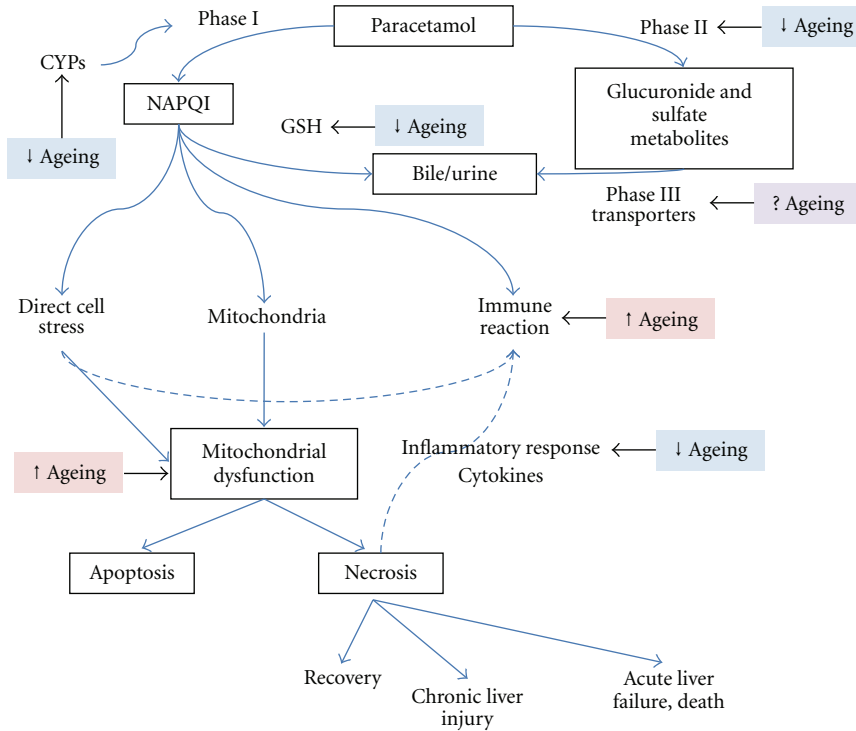 Phase I
Paracetamol
Phase II
↓ Ageing
CYPs
NAPQI
GSH
↓ Ageing
Glucuronide and
sulfate
metabolites
↓ Ageing
Bile/urine
Phase III
transporters
? Ageing
Direct cell
stress
Mitochondria
Immune
reaction
↑ Ageing
Mitochondrial
dysfunction
↑ Ageing
Inflammatory response
Cytokines
↓ Ageing
Apoptosis
Necrosis
Recovery
Chronic liver
injury
Acute liver
failure, death